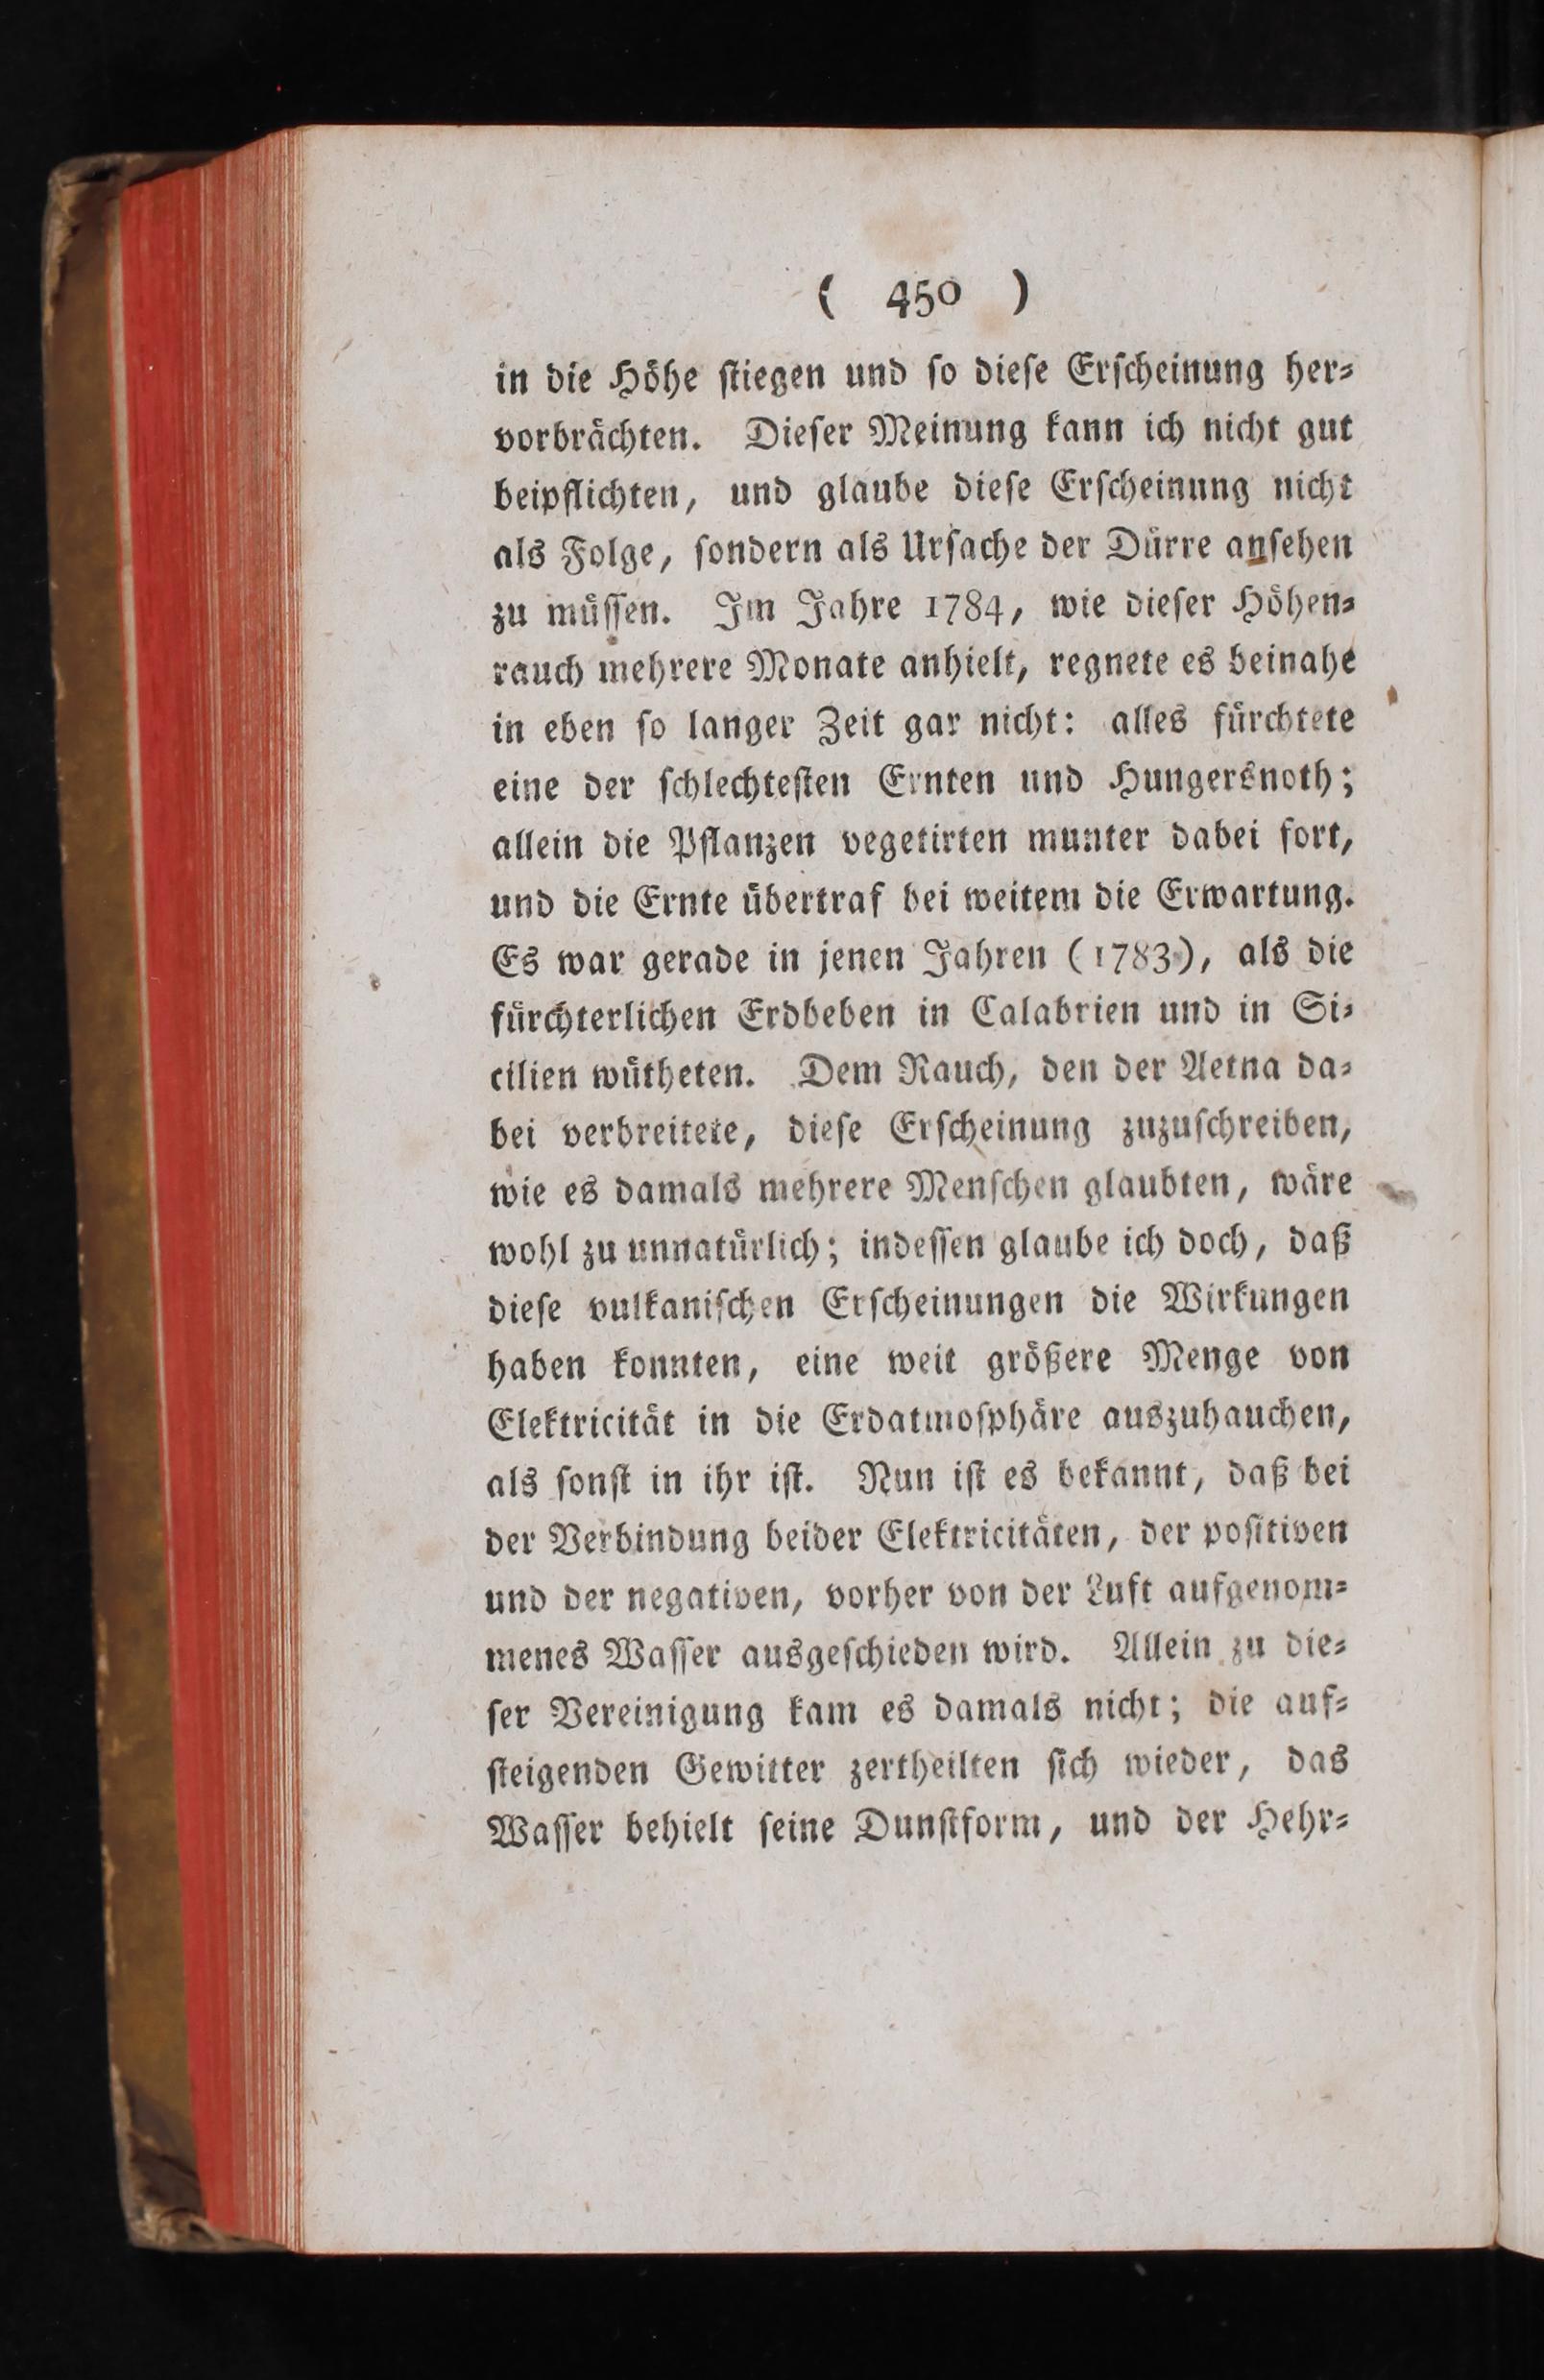 ( 450 )
in die Höhe ſtiegen und ſo dieſe Erſcheinung her⸗
vorbrächten. Dieſer Meinung kann ich nicht gut
beipflichten, und glaube dieſe Erſcheinung nicht
als Folge, ſondern als Urſache der Dürre anſehen
zu müſſen. Im Jahre 1784, wie dieſer Höhen⸗
rauch mehrere Monate anhielt, regnete es beinahe
in eben ſo langer Zeit gar nicht: alles fürchtete
eine der ſchlechteſten Ernten und Hungersnoth;
allein die Pflanzen vegetirten munter dabei fort,
und die Ernte übertraf bei weitem die Erwartung.
Es war gerade in jenen Jahren (1783), als die
fürchterlichen Erdbeben in Calabrien und in Si⸗
cilien wütheten. Dem Rauch, den der Aetna da⸗
bei verbreitete, dieſe Erſcheinung zuzuſchreiben,
wie es damals mehrere Menſchen glaubten, wäre
wohl zu unnatürlich; indeſſen glaube ich doch, daß
dieſe vulkaniſchen Erſcheinungen die Wirkungen
haben konnten, eine weit größere Menge von
Elektricität in die Erdatmoſphäre auszuhauchen,
als ſonſt in ihr iſt. Nun iſt es bekannt, daß bei
der Verbindung beider Elektricitäten, der poſitiven
und der negativen, vorher von der Luft aufgenom⸗
menes Waſſer ausgeſchieden wird. Allein zu die⸗
ſer Vereinigung kam es damals nicht; die auf⸗
ſteigenden Gewitter zertheilten ſich wieder, das
Waſſer behielt ſeine Dunſtform, und der Hehr⸗